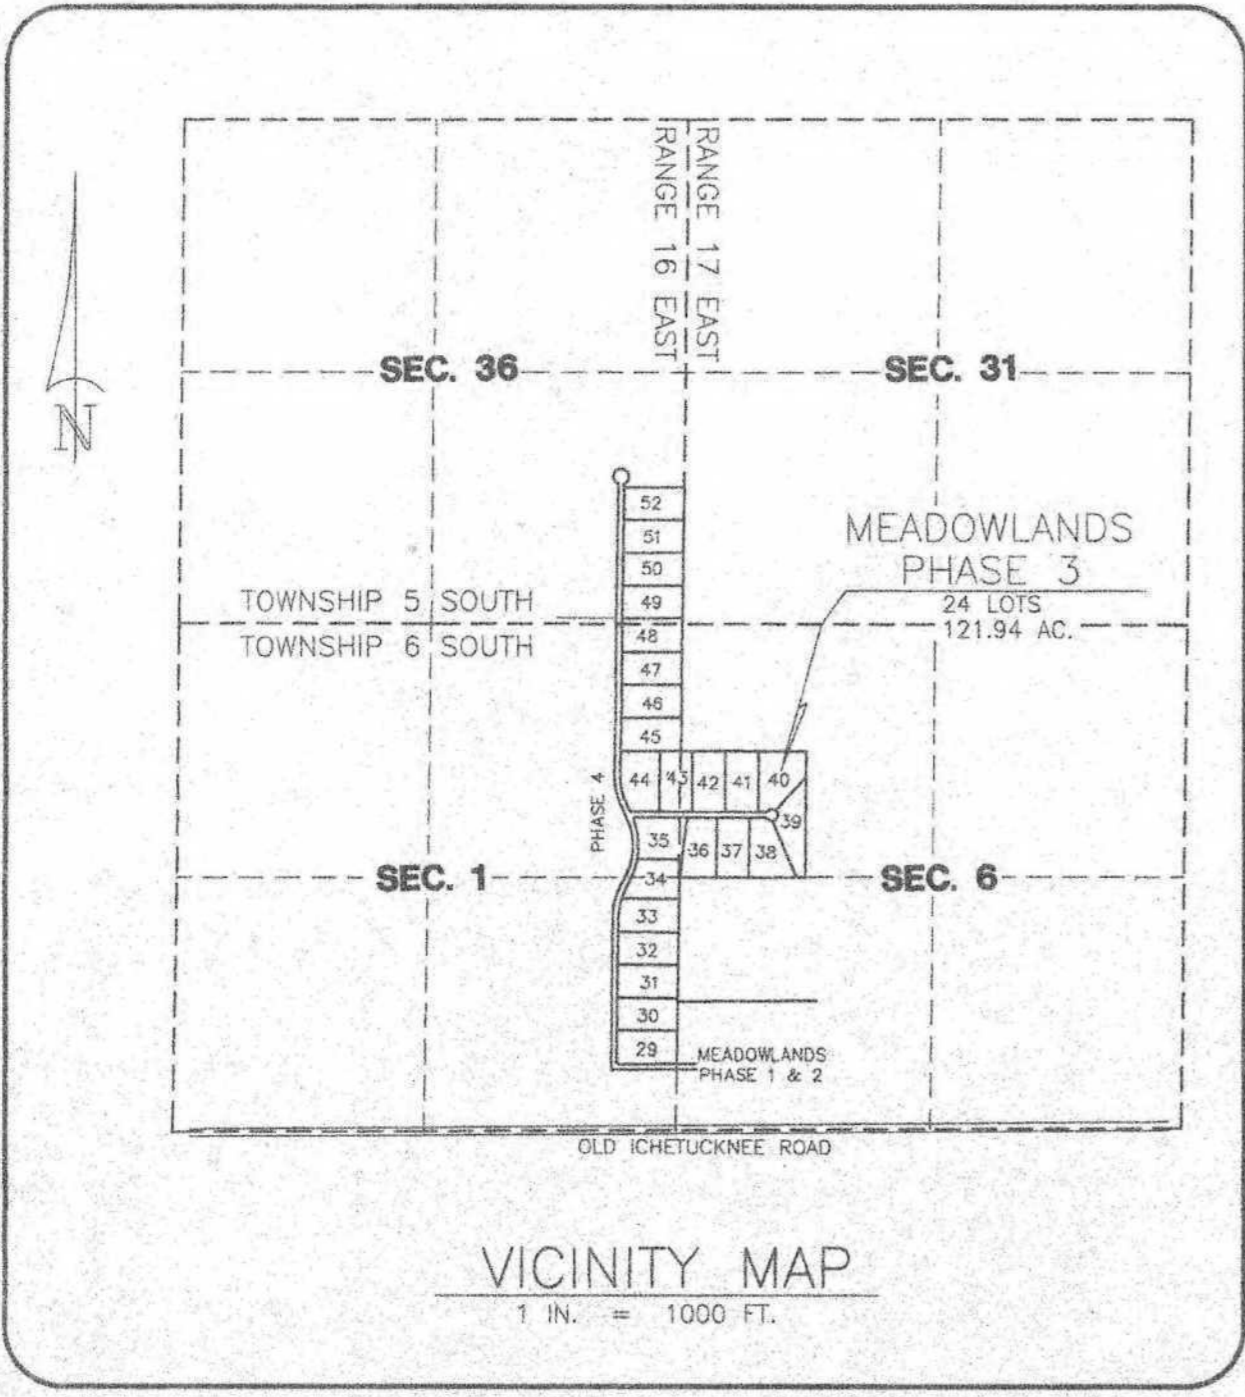 RANGE 16 EAST
RANGE 17 EAST
SEC. 36
SEC. 31
N
52
51
50
49
48
47
46
45
44 43 42 41 40
39
35 36 37 38
34
33
32
31
30
29
MEADOWLANDS
PHASE 3
24 LOTS
121.94 AC.
TOWNSHIP 5 SOUTH
TOWNSHIP 6 SOUTH
PHASE 4
SEC. 1
SEC. 6
MEADOWLANDS
PHASE 1 & 2
OLD ICHETUCKNEE ROAD
VICINITY MAP
1 IN. = 1000 FT.